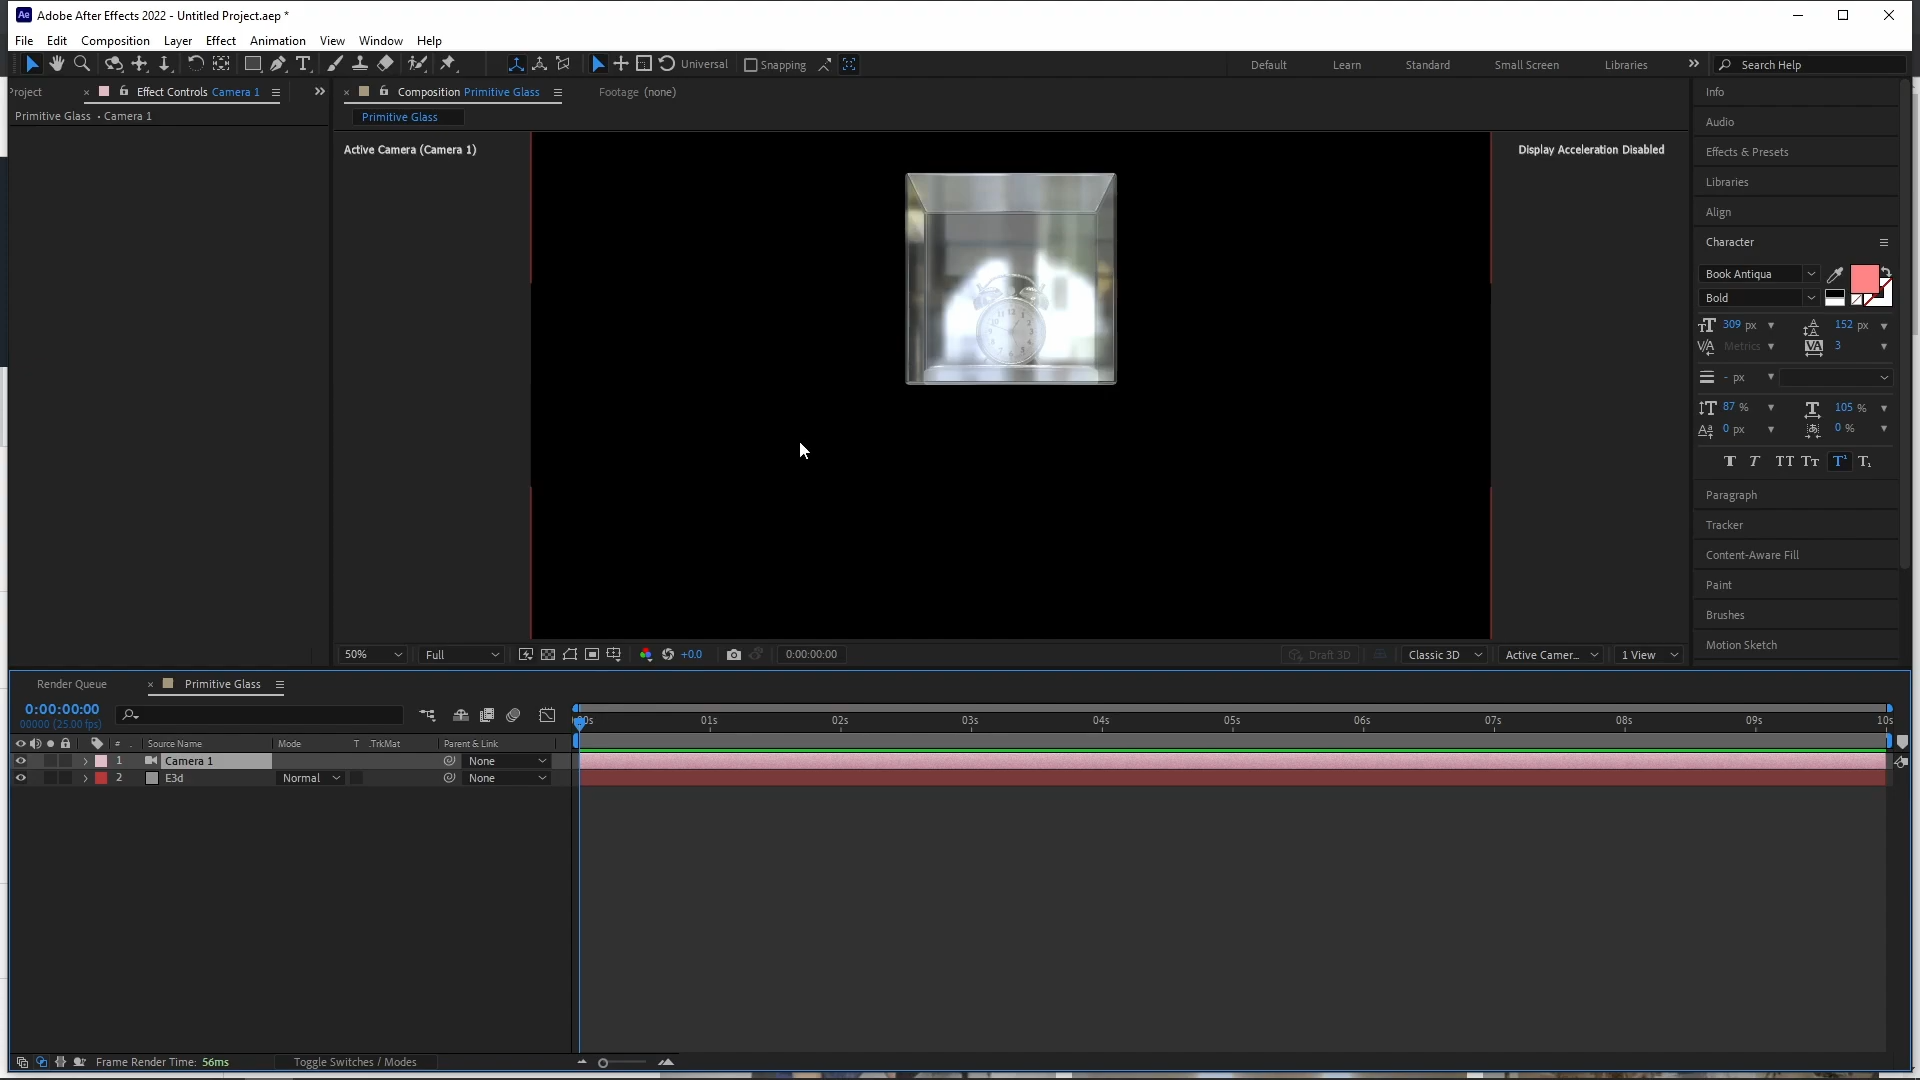 Ae Adobe After Effects 2022 - Untitled Project.aep *
File Edit Composition Layer Effect Animation View Window Help
Universal Snapping Default Learn Standard Small Screen Libraries Search Help
roject Effect Controls Camera 1
Composition Primitive Glass
Footage (none)
Primitive Glass • Camera 1
Primitive Glass
Active Camera (Camera 1)
Display Acceleration Disabled
50% Full +0.0 0:00:00:00 Draft 3D Classic 3D Active Camer... 1 View
Info
Audio
Effects & Presets
Libraries
Align
Character
Book Antiqua
Bold
309 px 152 px
Metrics 3
- px
87 % 105 %
0 px 0 %
Paragraph
Tracker
Content-Aware Fill
Paint
Brushes
Motion Sketch
Render Queue Primitive Glass
0:00:00:00
00000 (25.00 fps)
00s 01s 02s 03s 04s 05s 06s 07s 08s 09s 10s
# Source Name Mode T .TrkMat Parent & Link
1 Camera 1 None
2 E3d Normal None
Frame Render Time: 56ms Toggle Switches / Modes